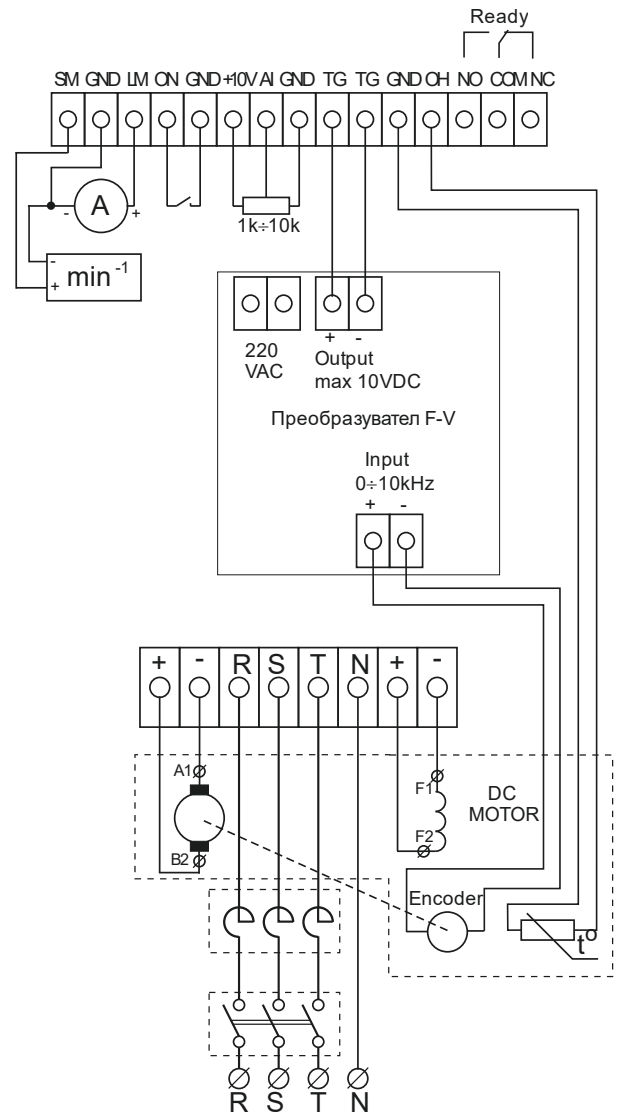 Ready
SM GND LM ON GND +10V AI GND TG TG GND OH NO COM NC
- A +
1k÷10k
-
min -1
+
+ -
220 VAC
Output
max 10VDC
Преобразувател F-V
Input
0÷10kHz
+ -
+ - R S T N + -
A1
F1
DC
MOTOR
F2
B2
Encoder
t°
R S T N